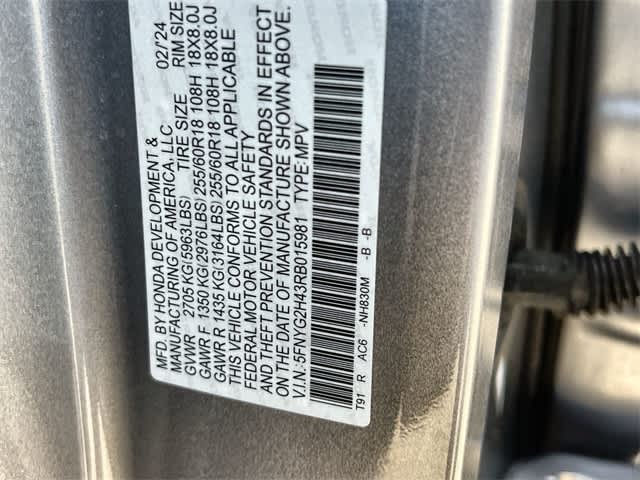 MFD. BY HONDA DEVELOPMENT & 02/'24
MANUFACTURING OF AMERICA, LLC
GVWR 2705 KG(5963LBS) TIRE SIZE RIM SIZE
GAWR F 1350 KG(2976LBS) 255/60R18 108H 18X8.0J
GAWR R 1435 KG(3164LBS) 255/60R18 108H 18X8.0J
THIS VEHICLE CONFORMS TO ALL APPLICABLE
FEDERAL MOTOR VEHICLE SAFETY
AND THEFT PREVENTION STANDARDS IN EFFECT
ON THE DATE OF MANUFACTURE SHOWN ABOVE.
V.I.N.: 5FNYG2H43RB015981 TYPE:MPV
T91 R AC6 -NH830M -B -B